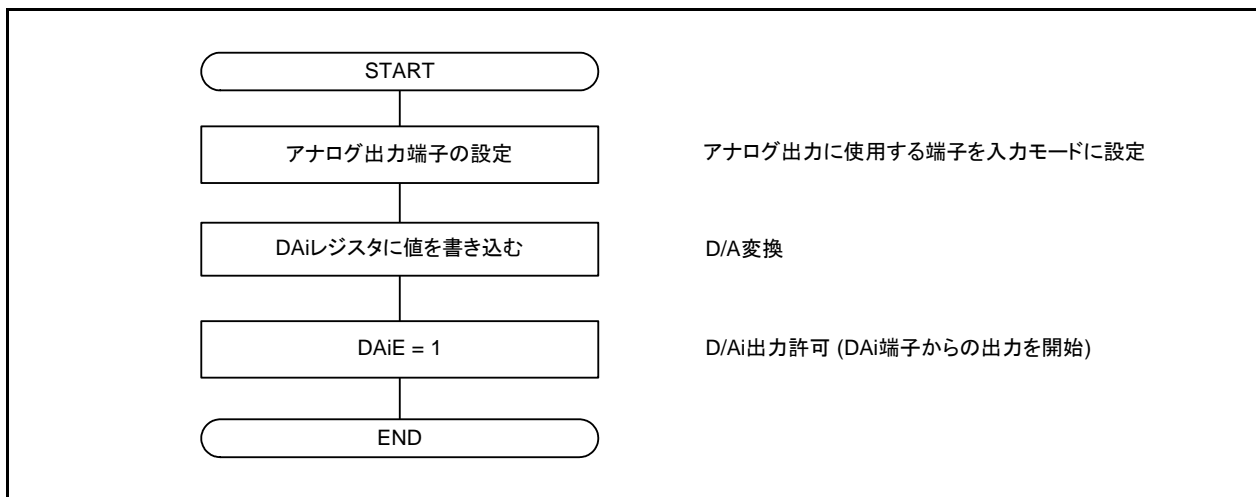 START
アナログ出力端子の設定
アナログ出力に使用する端子を入力モードに設定
DAiレジスタに値を書き込む
D/A変換
DAiE = 1
D/Ai出力許可 (DAi端子からの出力を開始)
END